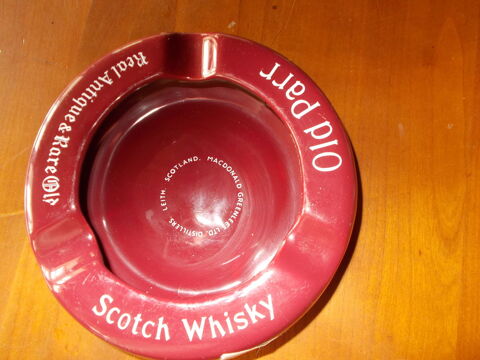 Old Parr
Scotch Whisky
Real Antique & Rare Old
MACDONALD GREENLEES LTD. DISTILLERS, LEITH, SCOTLAND.